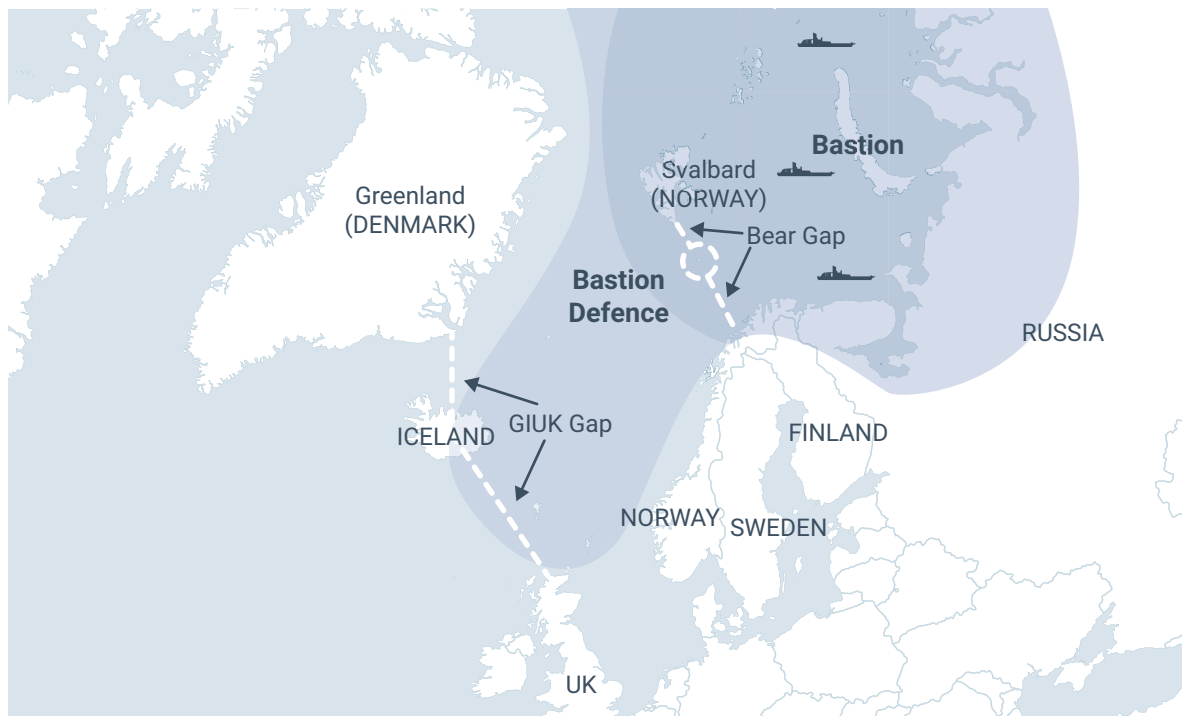 Bastion
Svalbard
(NORWAY)
Greenland
(DENMARK)
Bear Gap
Bastion
Defence
RUSSIA
GIUK Gap
ICELAND
FINLAND
NORWAY
SWEDEN
UK